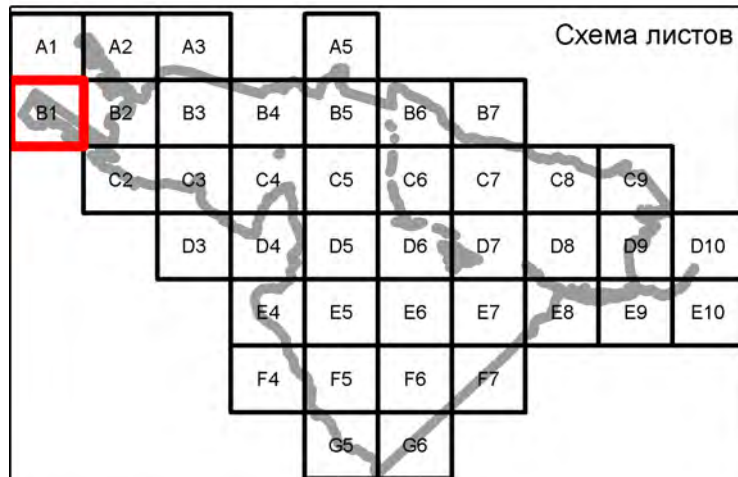 Схема листов
A1 A2 A3 A5
B1 B2 B3 B4 B5 B6 B7
C2 C3 C4 C5 C6 C7 C8 C9
D3 D4 D5 D6 D7 D8 D9 D10
E4 E5 E6 E7 E8 E9 E10
F4 F5 F6 F7
G5 G6